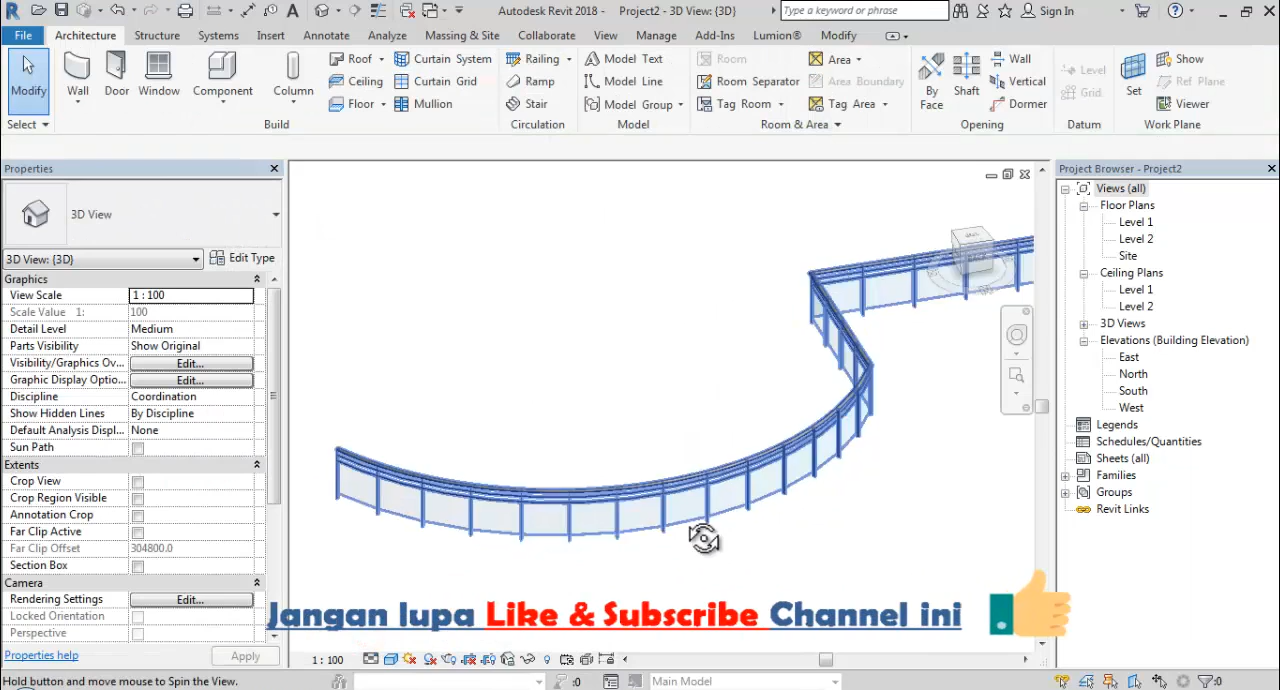 Autodesk Revit 2018 - Project2 - 3D View: {3D}
Type a keyword or phrase
Sign In
File Architecture Structure Systems Insert Annotate Analyze Massing & Site Collaborate View Manage Add-Ins Lumion® Modify
Modify
Wall
Door
Window
Component
Column
Roof
Ceiling
Floor
Curtain System
Curtain Grid
Mullion
Railing
Ramp
Stair
Model Text
Model Line
Model Group
Room
Room Separator
Tag Room
Area
Area Boundary
Tag Area
By
Face
Shaft
Wall
Vertical
Dormer
Level
Grid
Set
Show
Ref Plane
Viewer
Select
Build
Circulation
Model
Room & Area
Opening
Datum
Work Plane
Properties
3D View
3D View: {3D}
Edit Type
Graphics
View Scale 1 : 100
Scale Value 1: 100
Detail Level Medium
Parts Visibility Show Original
Visibility/Graphics Ov... Edit...
Graphic Display Optio... Edit...
Discipline Coordination
Show Hidden Lines By Discipline
Default Analysis Displ... None
Sun Path
Extents
Crop View
Crop Region Visible
Annotation Crop
Far Clip Active
Far Clip Offset 304800.0
Section Box
Camera
Rendering Settings Edit...
Locked Orientation
Perspective
Properties help
Apply
Project Browser - Project2
Views (all)
Floor Plans
Level 1
Level 2
Site
Ceiling Plans
Level 1
Level 2
3D Views
Elevations (Building Elevation)
East
North
South
West
Legends
Schedules/Quantities
Sheets (all)
Families
Groups
Revit Links
Jangan lupa Like & Subscribe Channel ini
1 : 100
Hold button and move mouse to Spin the View.
:0
Main Model
:0